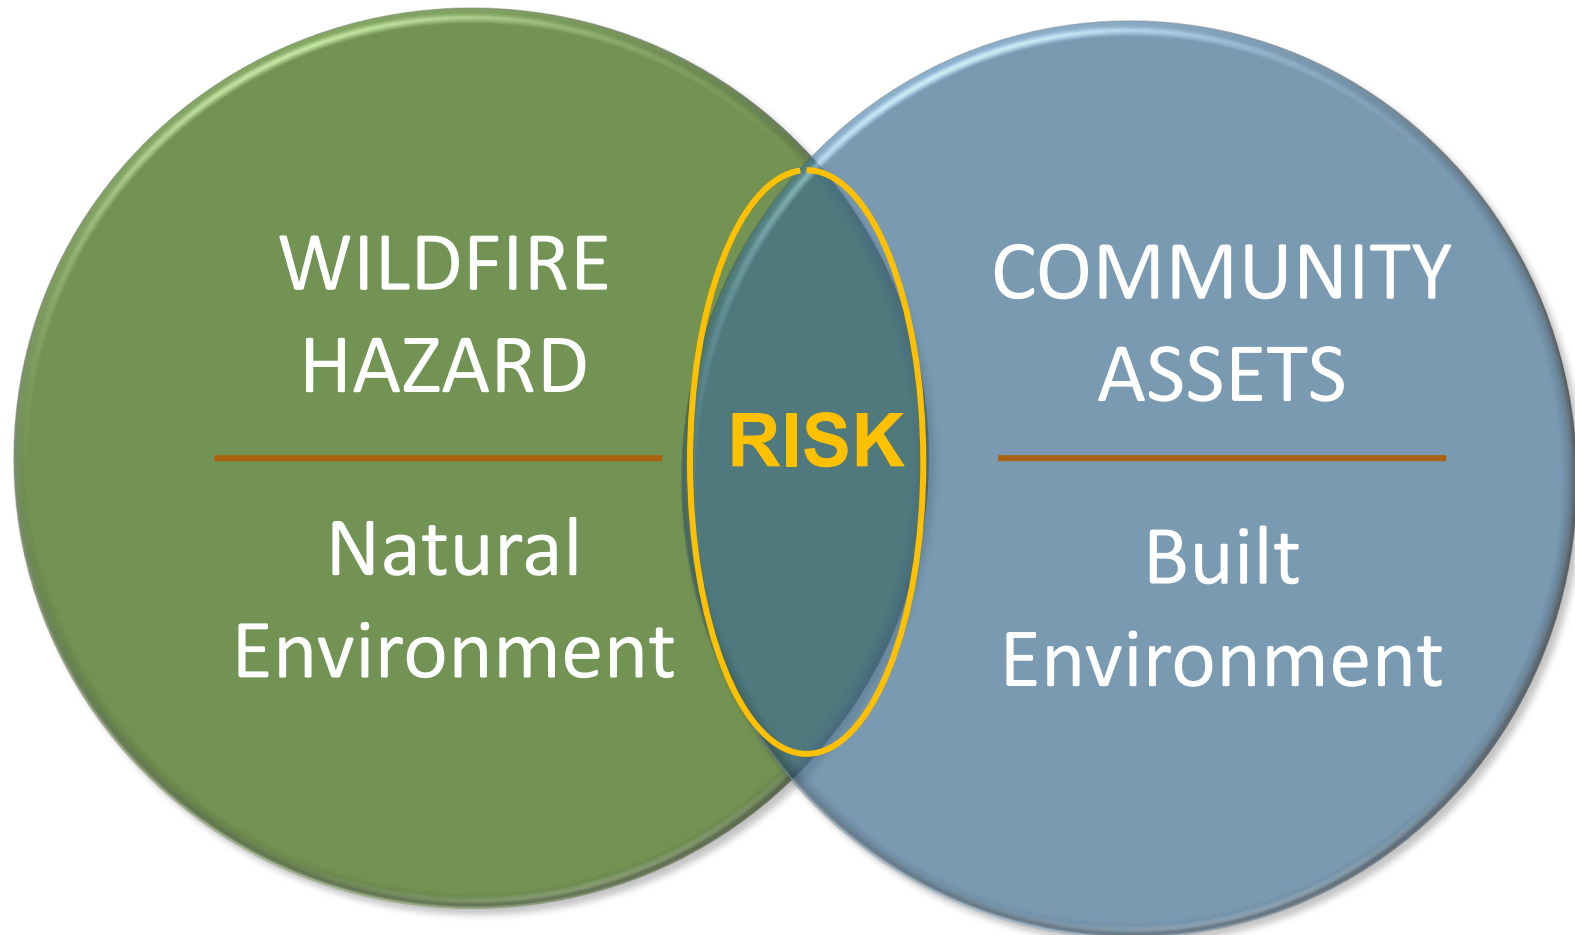 WILDFIRE
HAZARD
Natural
Environment
RISK
COMMUNITY
ASSETS
Built
Environment